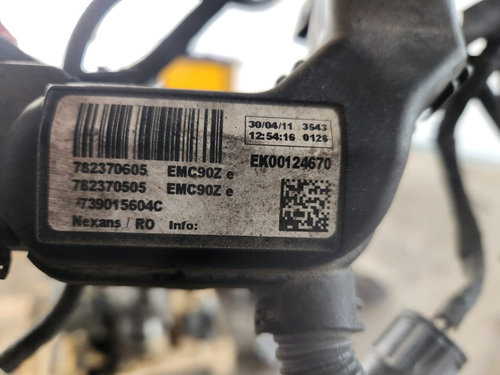 30/04/11 3543
12:54:16 0126
782370605 EMC90Z e
EK00124670
782370505 EMC90Z e
739015604C
Nexans / RO Info: